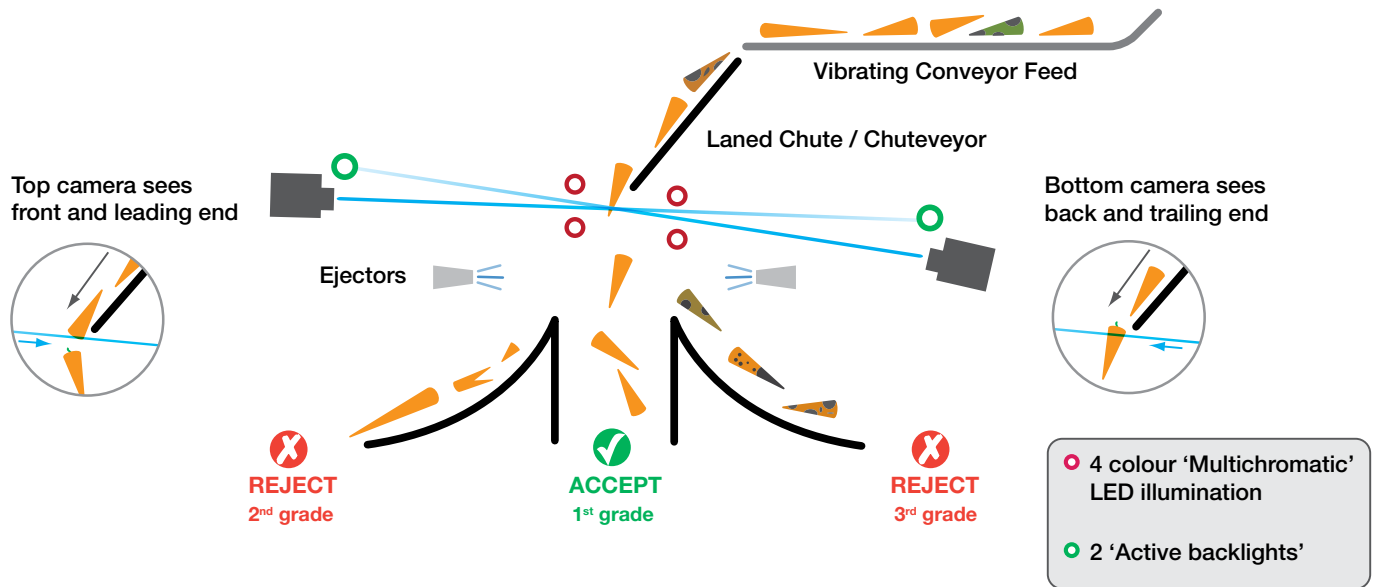 Vibrating Conveyor Feed
Laned Chute / Chuteveyor
Top camera sees
front and leading end
Bottom camera sees
back and trailing end
Ejectors
REJECT
2nd grade
ACCEPT
1st grade
REJECT
3rd grade
4 colour ‘Multichromatic’
LED illumination
2 ‘Active backlights’